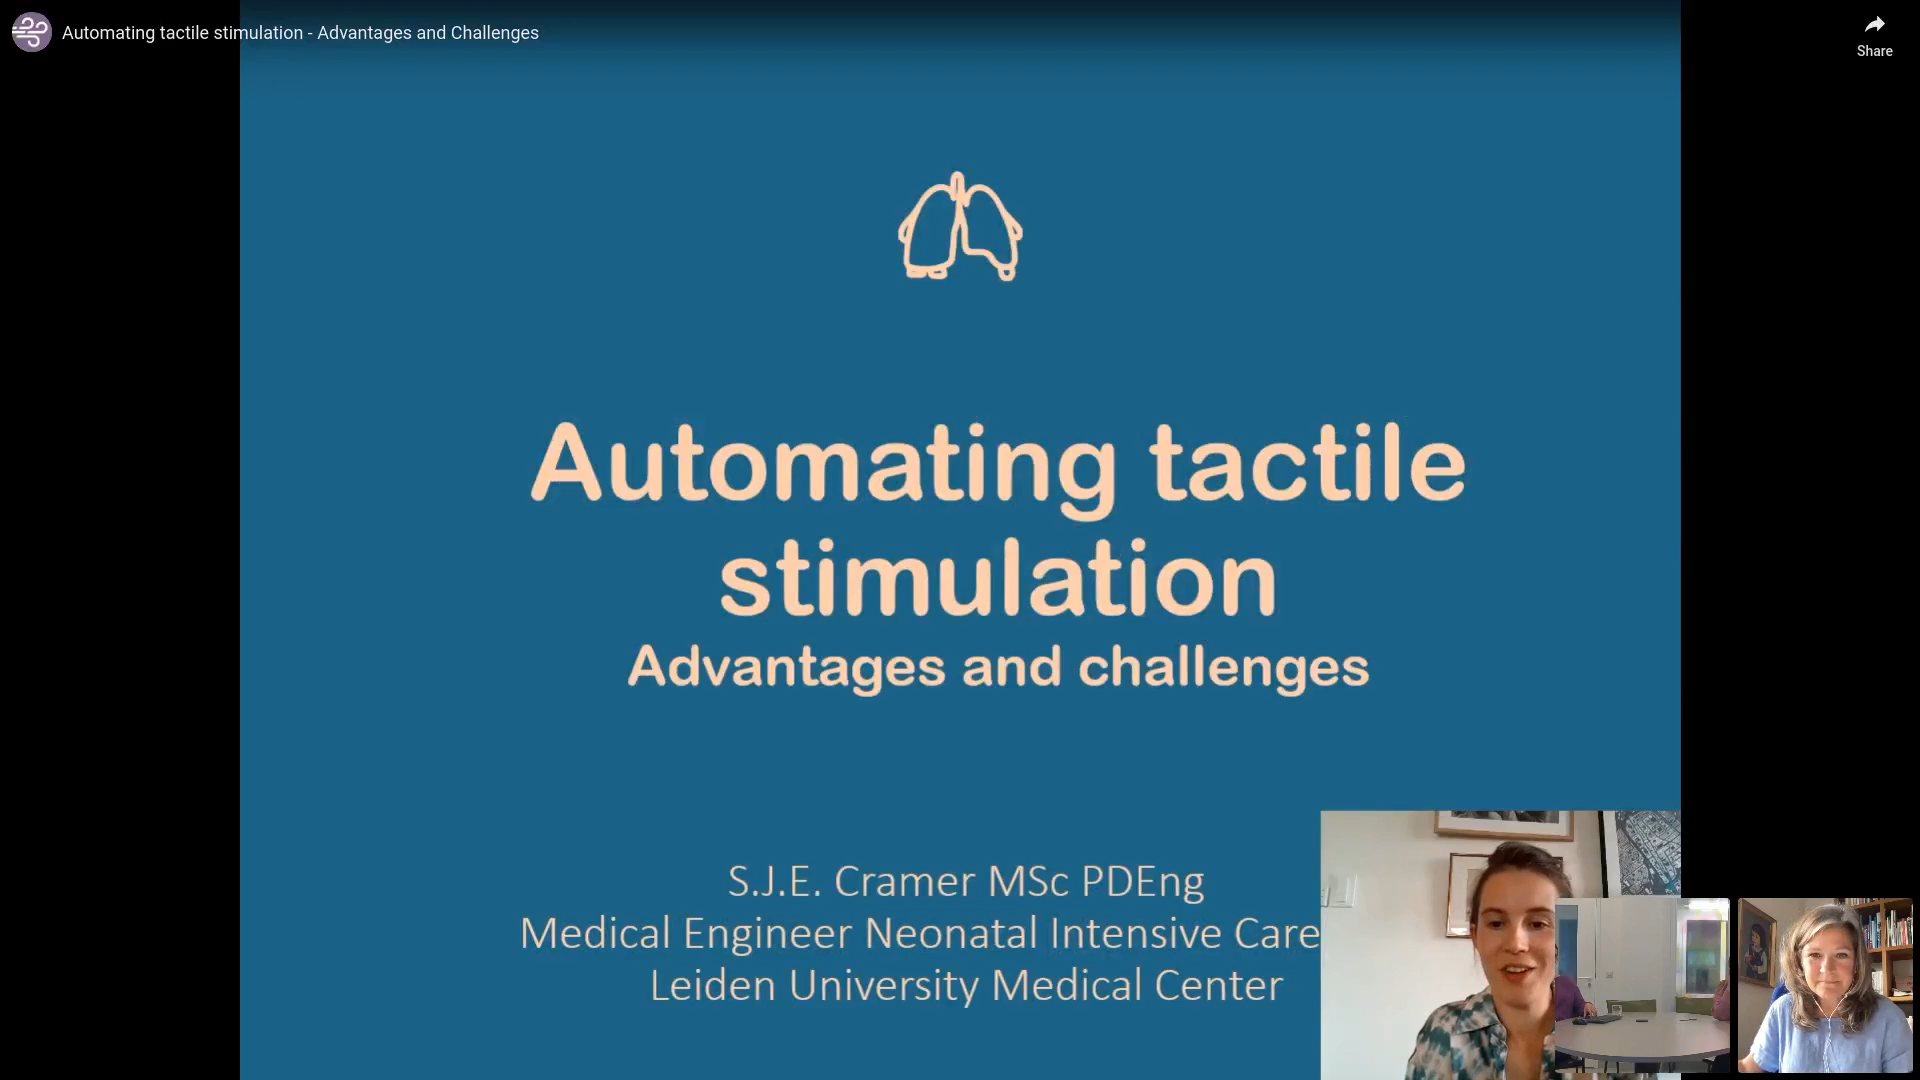 Automating tactile stimulation - Advantages and Challenges
Share
Automating tactile
stimulation
Advantages and challenges
S.J.E. Cramer MSc PDEng
Medical Engineer Neonatal Intensive Care
Leiden University Medical Center